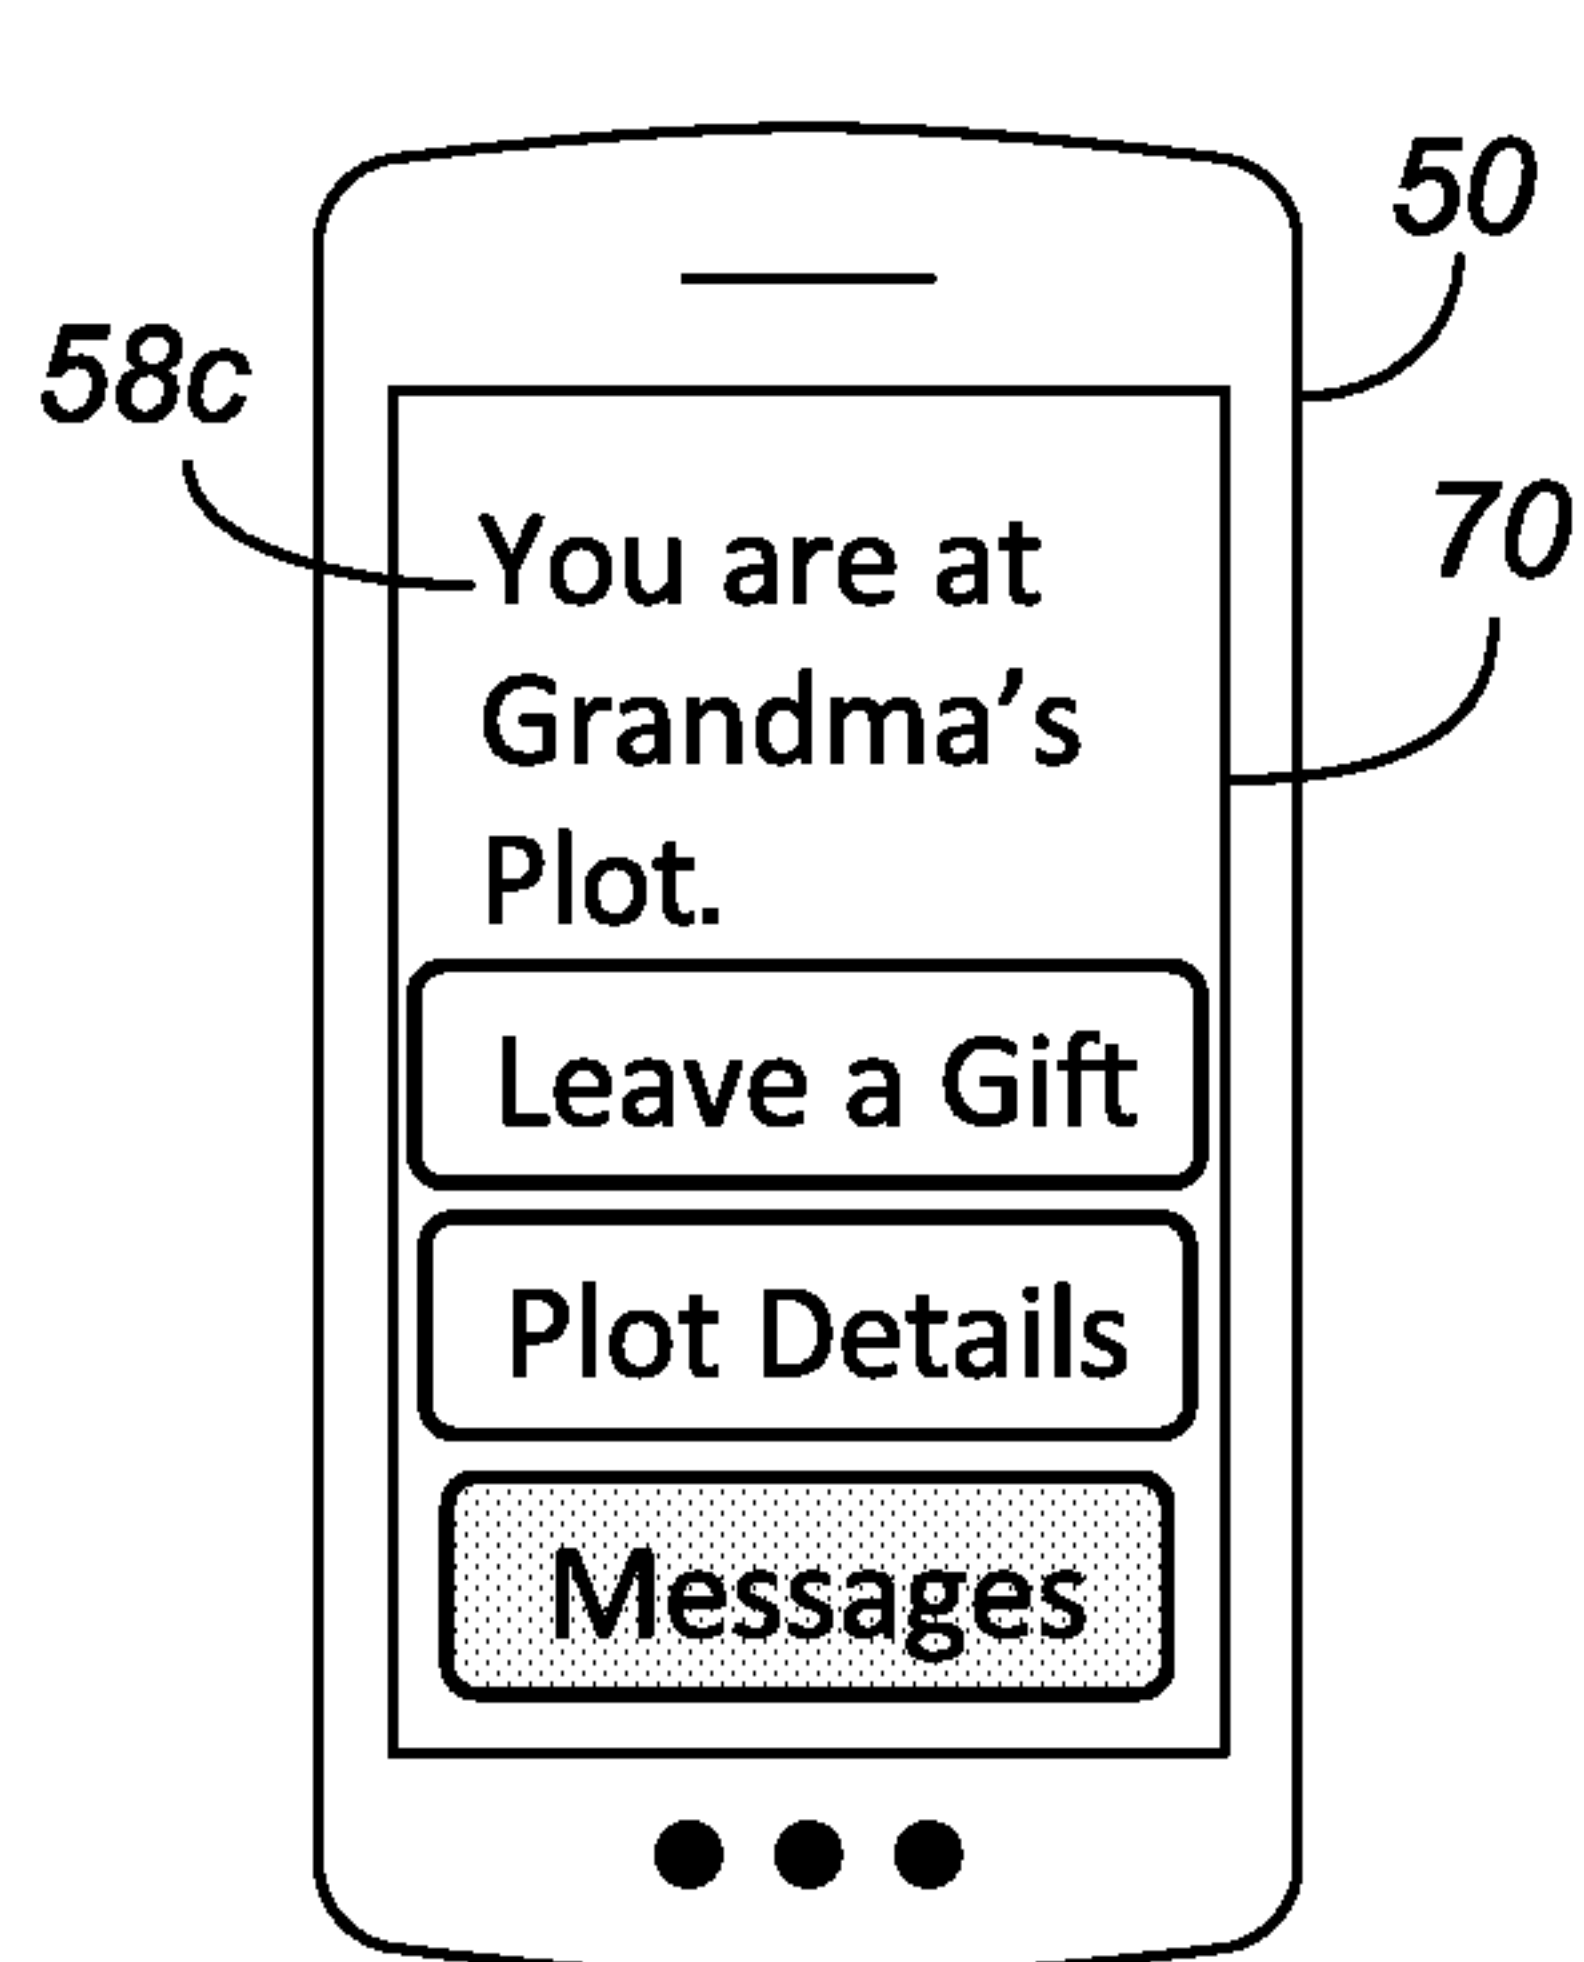 50
58c
70
You are at
Grandma’s
Plot.
Leave a Gift
Plot Details
Messages